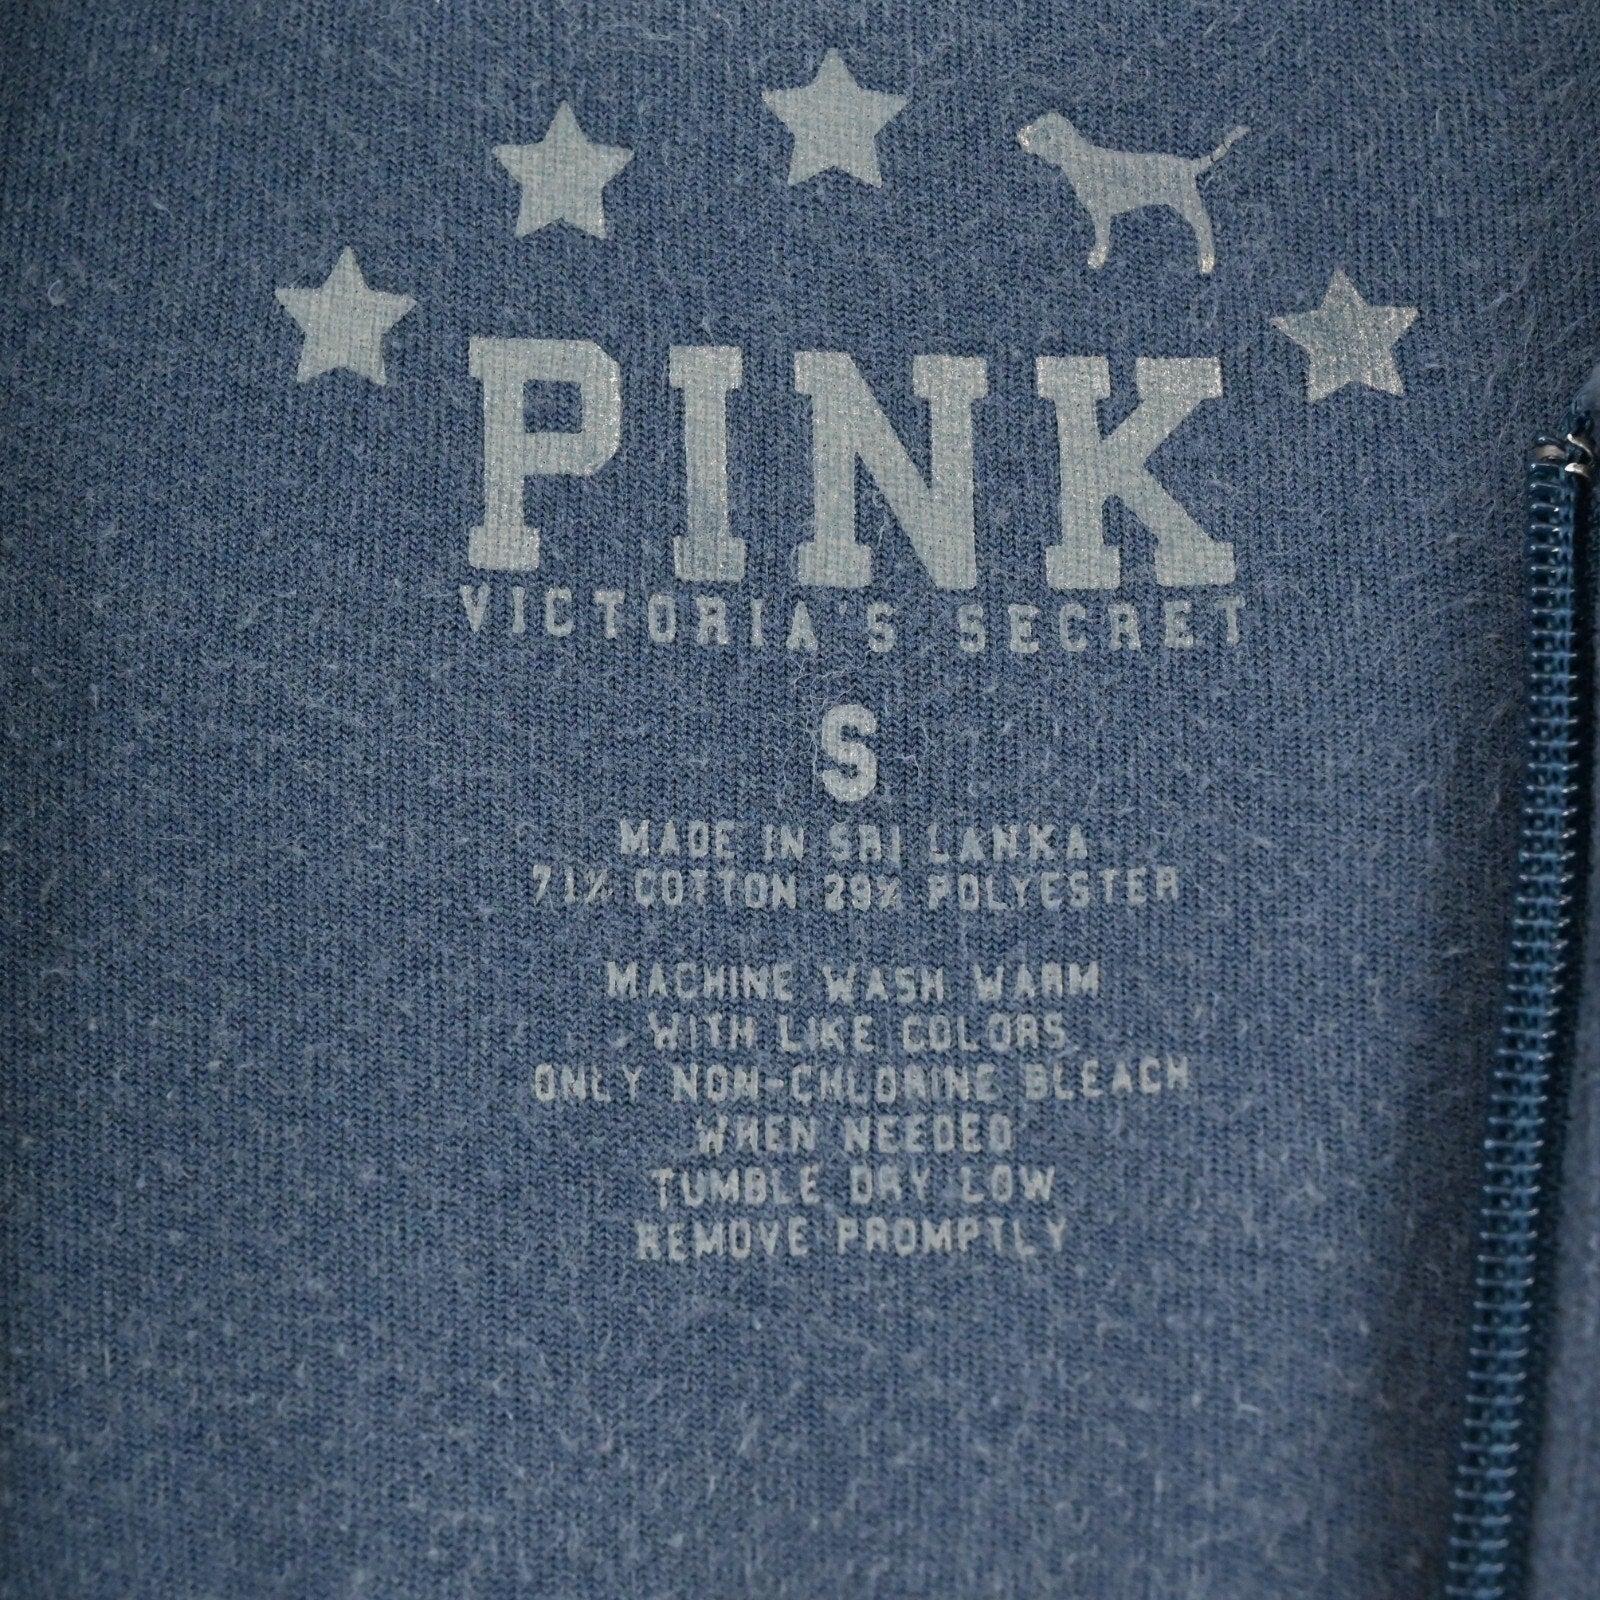 PINK
VICTORIA'S SECRET
S
MADE IN SRI LANKA
71% COTTON 29% POLYESTER
MACHINE WASH WARM
WITH LIKE COLORS
ONLY NON-CHLORINE BLEACH
WHEN NEEDED
TUMBLE DRY LOW
REMOVE PROMPTLY